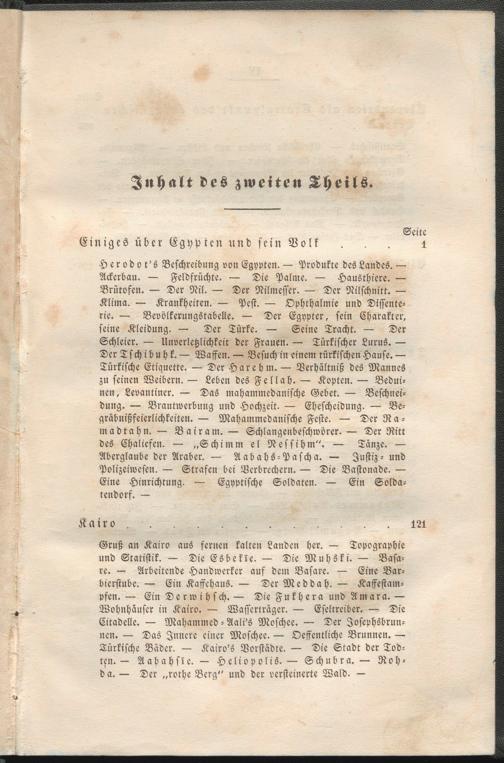 Inhalt des zweiten Theils.
Seite
Einiges über Egypten und sein Volk . . . 1
Herodot's Beschreibung von Egypten. — Produkte des Landes. —
Ackerbau. — Feldfrüchte. — Die Palme. — Hausthiere. —
Brütofen. — Der Nil. — Der Nilmesser. — Der Nilschnitt. —
Klima. — Krankheiten. — Pest. — Ophthalmie und Dissente-
rie. — Bevölkerungstabelle. — Der Egypter, sein Charakter,
seine Kleidung. — Der Türke. — Seine Tracht. — Der
Schleier. — Unverletzlichkeit der Frauen. — Türkischer Luxus. —
Der Tschibuhk. — Waffen. — Besuch in einem türkischen Hause. —
Türkische Etiquette. — Der Harehm. — Verhältniß des Mannes
zu seinen Weibern. — Leben des Fellah. — Kopten. — Bedui-
nen, Levantiner. — Das mahammedanische Gebet. — Beschnei-
dung. — Brautwerbung und Hochzeit. — Ehescheidung. — Be-
gräbnißfeierlichkeiten. — Mahammedanische Feste. — Der Ra-
madtahn. — Bairam. — Schlangenbeschwörer. — Der Ritt
des Chaliefen. — „Schimm el Nessihm". — Tänze. —
Aberglaube der Araber. — Aabahs-Pascha. — Justiz- und
Polizeiwesen. — Strafen bei Verbrechern. — Die Bastonade. —
Eine Hinrichtung. — Egyptische Soldaten. — Ein Solda-
tendorf. —
Kairo . . . . . . . . . . . . 121
Gruß an Kairo aus fernen kalten Landen her. — Topographie
und Statistik. — Die Esbekie. — Die Muhski. — Basa-
re. — Arbeitende Handwerker auf dem Basare. — Eine Bar-
bierstube. — Ein Kaffehaus. — Der Meddah. — Kaffestam-
pfen. — Ein Derwihsch. — Die Fukhera und Amara. —
Wohnhäuser in Kairo. — Wasserträger. — Eseltreiber. — Die
Citadelle. — Mahammed-Aali's Moschee. — Der Josephsbrun-
nen. — Das Innere einer Moschee. — Oeffentliche Brunnen. —
Türkische Bäder. — Kairo's Vorstädte. — Die Stadt der Tod-
ten. — Aabahsie. — Heliopolis. — Schubra. — Roh-
da. — Der „rothe Berg" und der versteinerte Wald. —